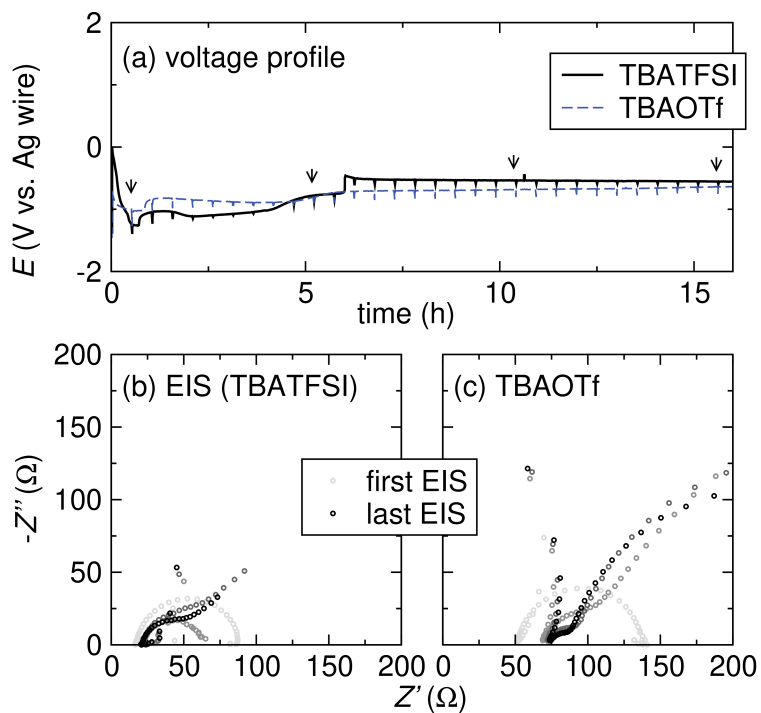 2
(a) voltage profile
TBATFSI
TBAOTf
0
-2
E (V vs. Ag wire)
0 5 10 15
time (h)
200
150
100
50
0
-Z'' (Ω)
(b) EIS (TBATFSI)
(c) TBAOTf
first EIS
last EIS
0 50 100 150 200
0 50 100 150 200
Z' (Ω)